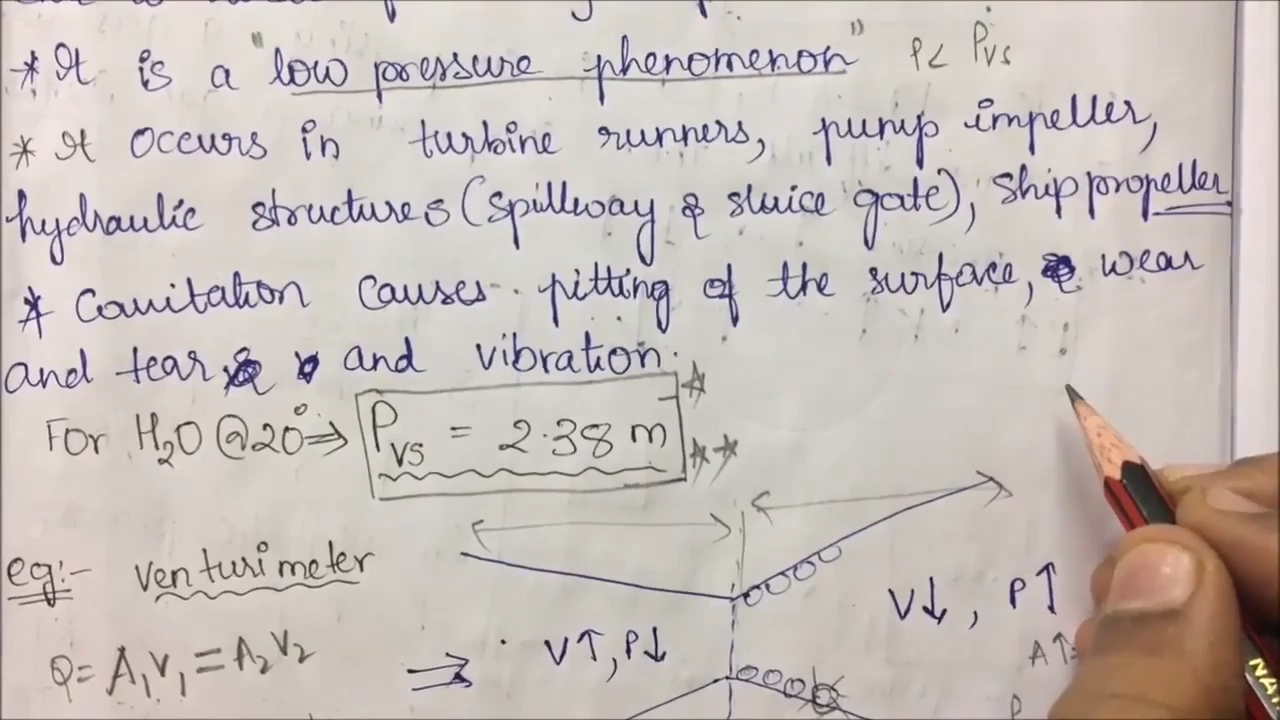 * It is a "low pressure phenomenon" P< Pvs
* It occurs in turbine runners, pump impeller,
hydraulic structures (spillway & sluice gate), ship propeller
* Cavitation causes pitting of the surface, wear
and tear and vibration.
For H₂O @20° ⇒ Pvs = 2.38 m
eg:- venturimeter
V↓, P↑
V↑, P↓
Q= A₁V₁ = A₂V₂
A↑=
P